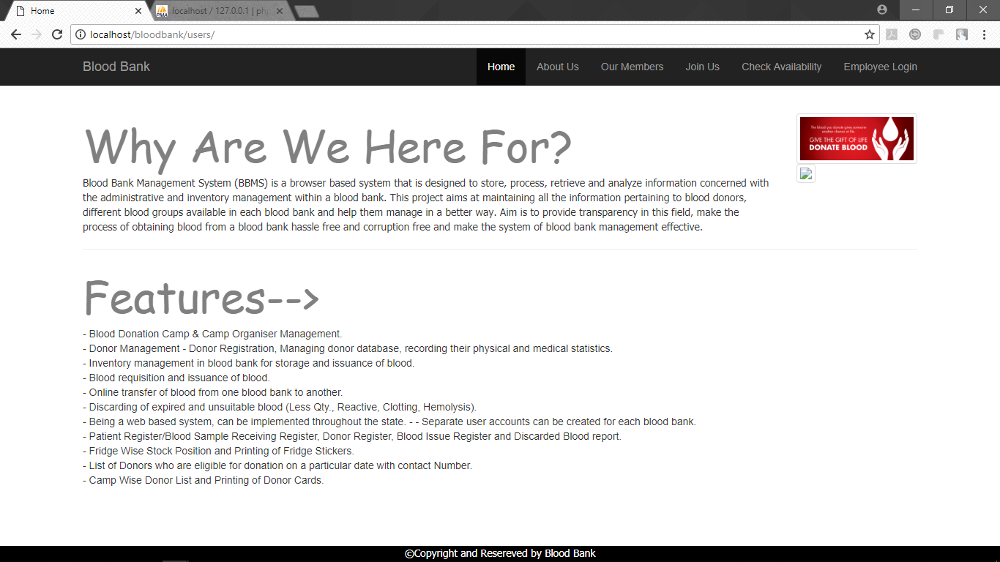 Home
localhost / 127.0.0.1 | ph
localhost/bloodbank/users/
Blood Bank
Home
About Us
Our Members
Join Us
Check Availability
Employee Login
Why Are We Here For?
The blood you donate gives someone
another chance at life.
GIVE THE GIFT OF LIFE
DONATE BLOOD
Blood Bank Management System (BBMS) is a browser based system that is designed to store, process, retrieve and analyze information concerned with
the administrative and inventory management within a blood bank. This project aims at maintaining all the information pertaining to blood donors,
different blood groups available in each blood bank and help them manage in a better way. Aim is to provide transparency in this field, make the
process of obtaining blood from a blood bank hassle free and corruption free and make the system of blood bank management effective.
Features-->
- Blood Donation Camp & Camp Organiser Management.
- Donor Management - Donor Registration, Managing donor database, recording their physical and medical statistics.
- Inventory management in blood bank for storage and issuance of blood.
- Blood requisition and issuance of blood.
- Online transfer of blood from one blood bank to another.
- Discarding of expired and unsuitable blood (Less Qty., Reactive, Clotting, Hemolysis).
- Being a web based system, can be implemented throughout the state. - - Separate user accounts can be created for each blood bank.
- Patient Register/Blood Sample Receiving Register, Donor Register, Blood Issue Register and Discarded Blood report.
- Fridge Wise Stock Position and Printing of Fridge Stickers.
- List of Donors who are eligible for donation on a particular date with contact Number.
- Camp Wise Donor List and Printing of Donor Cards.
©Copyright and Resereved by Blood Bank